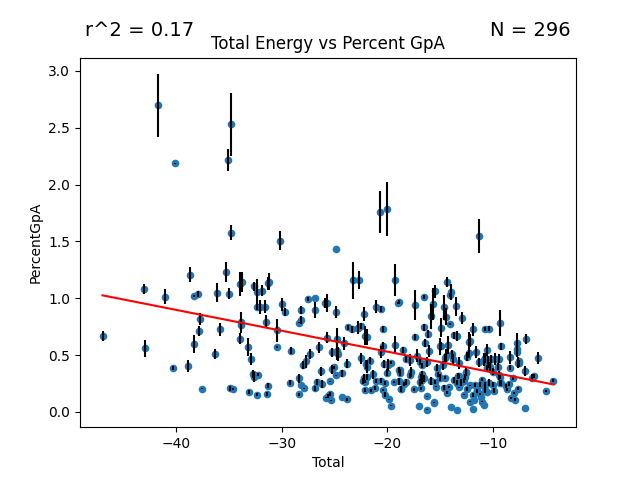 r^2 = 0.17
N = 296
Total Energy vs Percent GpA
3.0
2.5
2.0
1.5
1.0
0.5
0.0
PercentGpA
−40
−30
−20
−10
Total